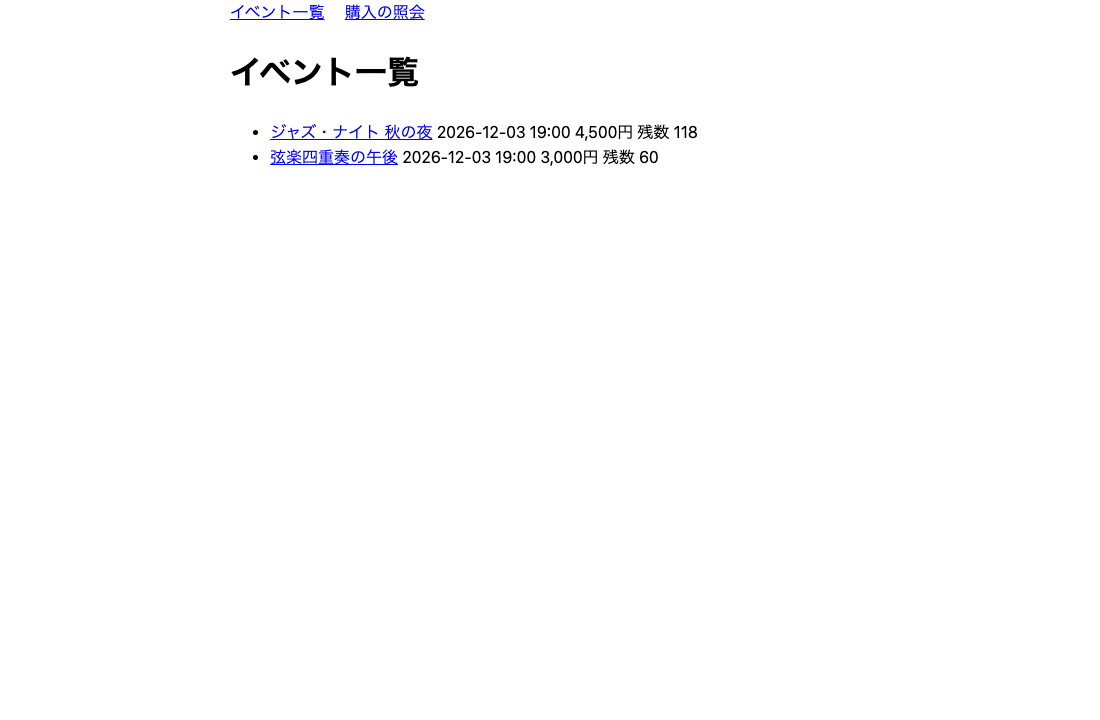 イベント一覧 購入の照会
イベント一覧
ジャズ・ナイト 秋の夜 2026-12-03 19:00 4,500円 残数 118
弦楽四重奏の午後 2026-12-03 19:00 3,000円 残数 60